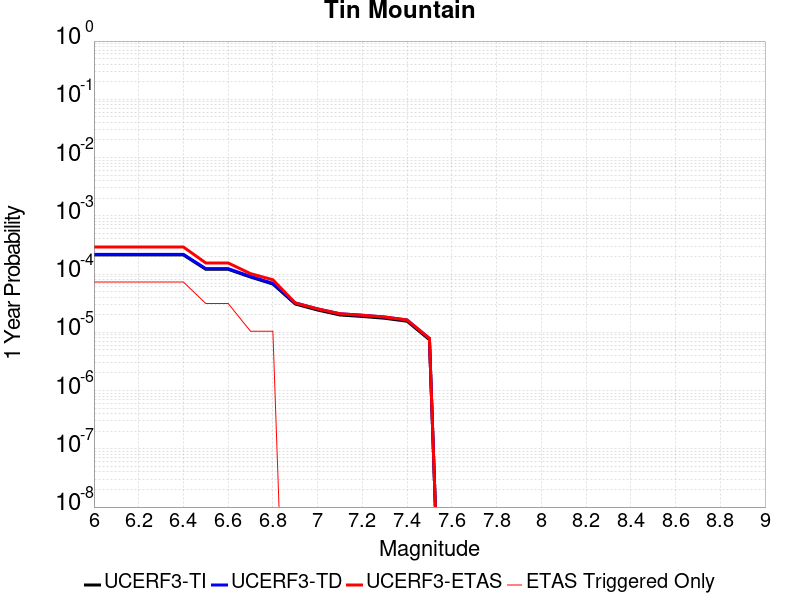 Tin Mountain
10^0
10^-1
10^-2
10^-3
10^-4
10^-5
10^-6
10^-7
10^-8
1 Year Probability
6 6.2 6.4 6.6 6.8 7 7.2 7.4 7.6 7.8 8 8.2 8.4 8.6 8.8 9
Magnitude
UCERF3-TI UCERF3-TD UCERF3-ETAS ETAS Triggered Only